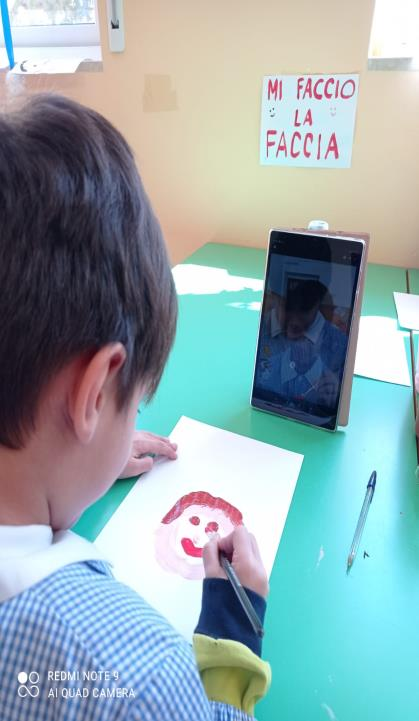 MI FACCIO
LA
FACCIA
REDMI NOTE 9
AI QUAD CAMERA